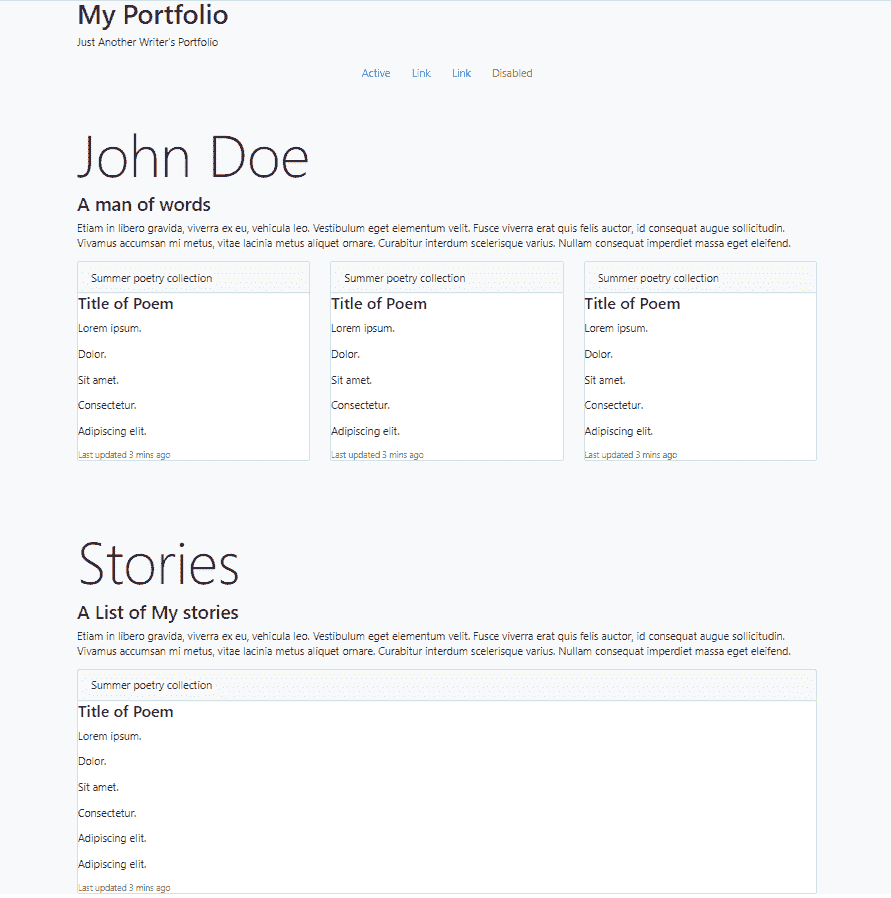 My Portfolio
Just Another Writer's Portfolio
Active Link Link Disabled
John Doe
A man of words
Etiam in libero gravida, viverra ex eu, vehicula leo. Vestibulum eget elementum velit. Fusce viverra erat quis felis auctor, id consequat augue sollicitudin.
Vivamus accumsan mi metus, vitae lacinia metus aliquet ornare. Curabitur interdum scelerisque varius. Nullam consequat imperdiet massa eget eleifend.
Summer poetry collection
Title of Poem
Lorem ipsum.
Dolor.
Sit amet.
Consectetur.
Adipiscing elit.
Last updated 3 mins ago
Summer poetry collection
Title of Poem
Lorem ipsum.
Dolor.
Sit amet.
Consectetur.
Adipiscing elit.
Last updated 3 mins ago
Summer poetry collection
Title of Poem
Lorem ipsum.
Dolor.
Sit amet.
Consectetur.
Adipiscing elit.
Last updated 3 mins ago
Stories
A List of My stories
Etiam in libero gravida, viverra ex eu, vehicula leo. Vestibulum eget elementum velit. Fusce viverra erat quis felis auctor, id consequat augue sollicitudin.
Vivamus accumsan mi metus, vitae lacinia metus aliquet ornare. Curabitur interdum scelerisque varius. Nullam consequat imperdiet massa eget eleifend.
Summer poetry collection
Title of Poem
Lorem ipsum.
Dolor.
Sit amet.
Consectetur.
Adipiscing elit.
Adipiscing elit.
Last updated 3 mins ago